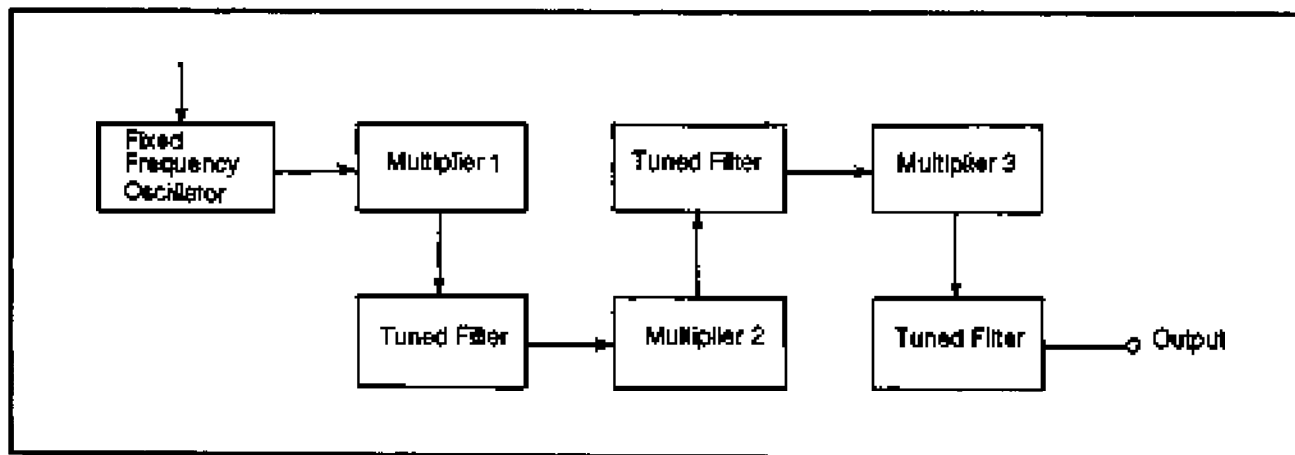 Fixed
Frequency
Oscillator
Multiplier 1
Tuned Filter
Multiplier 3
Tuned Filter
Multiplier 2
Tuned Filter
Output